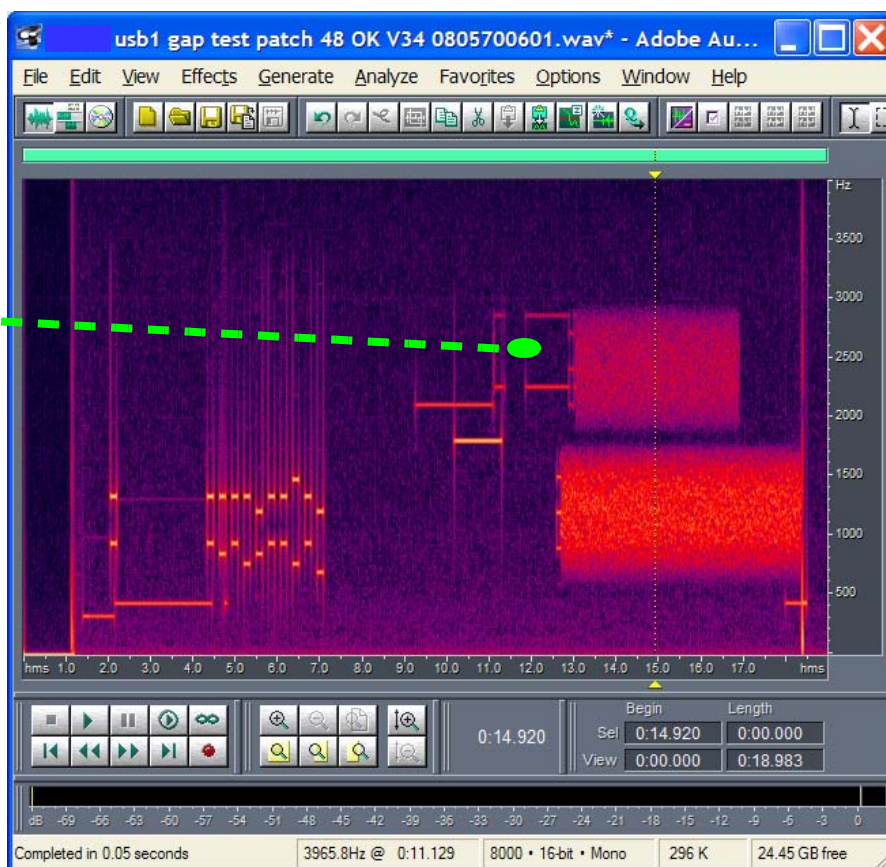 usb1 gap test patch 48 OK V34 0805700601.wav* - Adobe Au...
File Edit View Effects Generate Analyze Favorites Options Window Help
Hz
3500
3000
2500
2000
1500
1000
500
hms 1.0 2.0 3.0 4.0 5.0 6.0 7.0 8.0 9.0 10.0 11.0 12.0 13.0 14.0 15.0 16.0 17.0 hms
Begin Length
0:14.920 Sel 0:14.920 0:00.000
View 0:00.000 0:18.983
dB -69 -66 -63 -60 -57 -54 -51 -48 -45 -42 -39 -36 -33 -30 -27 -24 -21 -18 -15 -12 -9 -6 -3 0
Completed in 0.05 seconds 3965.8Hz @ 0:11.129 8000 • 16-bit • Mono 296 K 24.45 GB free